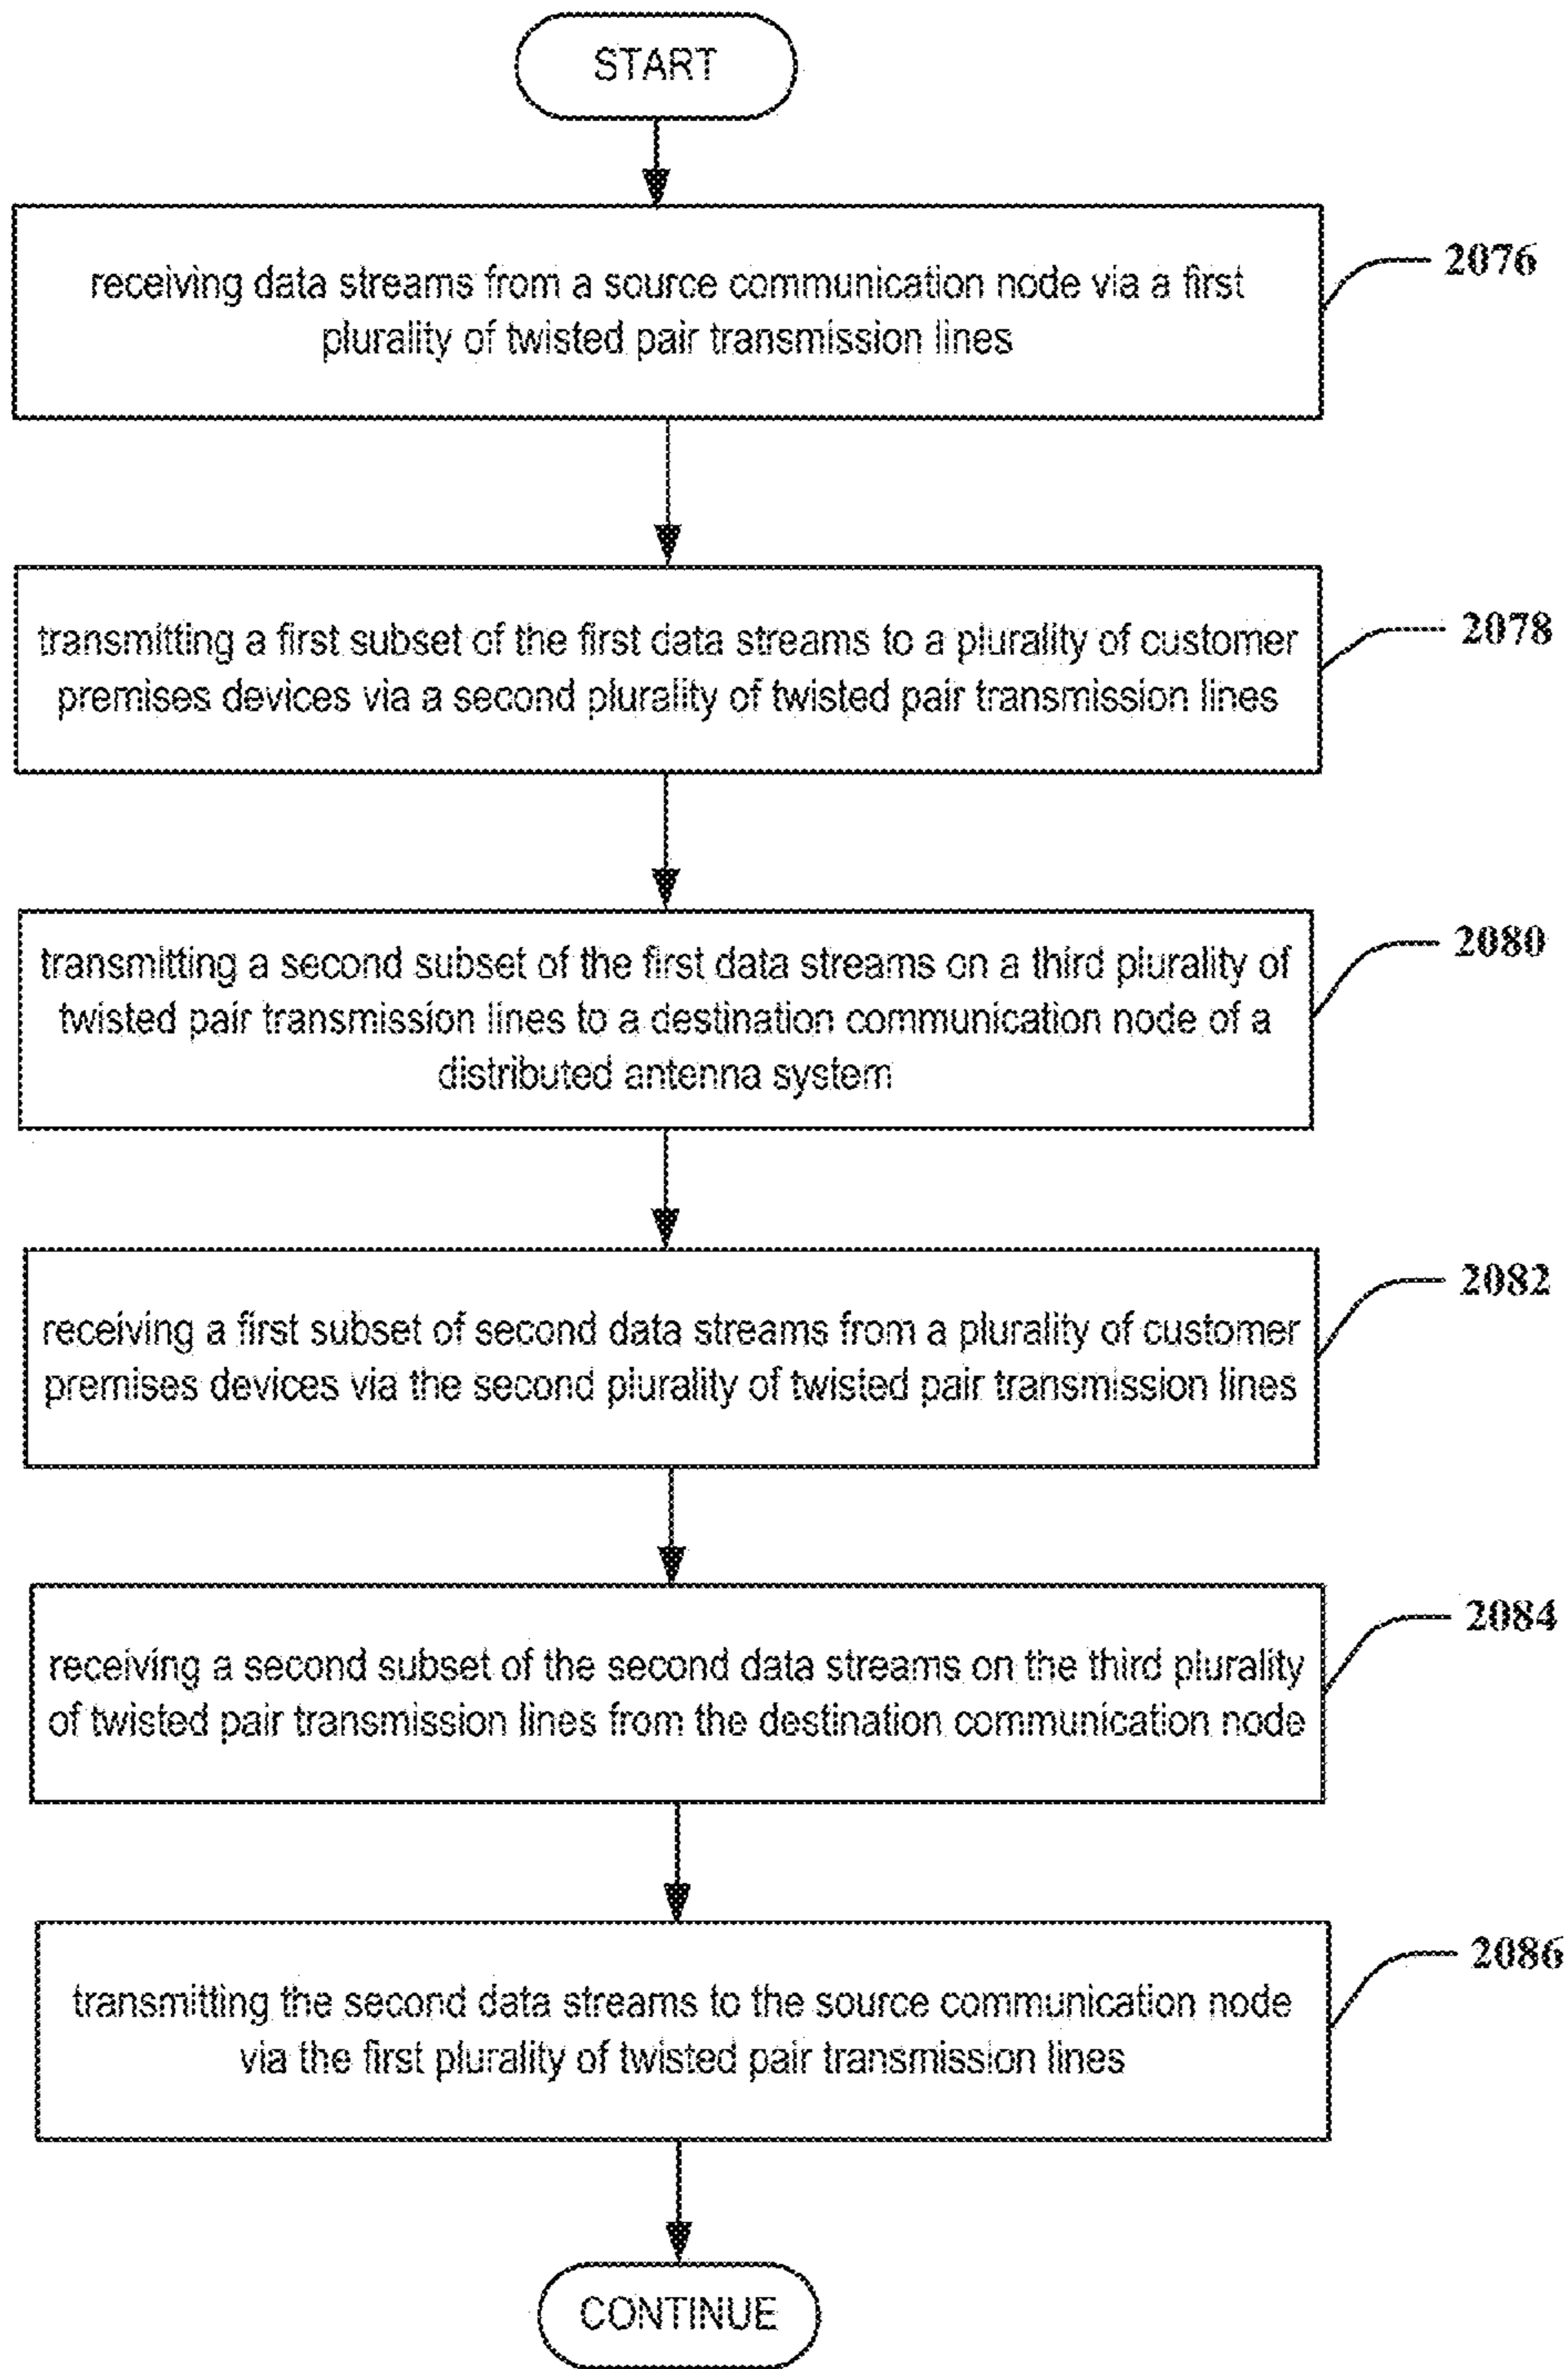 START
receiving data streams from a source communication node via a first
plurality of twisted pair transmission lines
2076
transmitting a first subset of the first data streams to a plurality of customer
premises devices via a second plurality of twisted pair transmission lines
2078
transmitting a second subset of the first data streams on a third plurality of
twisted pair transmission lines to a destination communication node of a
distributed antenna system
2080
receiving a first subset of second data streams from a plurality of customer
premises devices via the second plurality of twisted pair transmission lines
2082
receiving a second subset of the second data streams on the third plurality
of twisted pair transmission lines from the destination communication node
2084
transmitting the second data streams to the source communication node
via the first plurality of twisted pair transmission lines
2086
CONTINUE